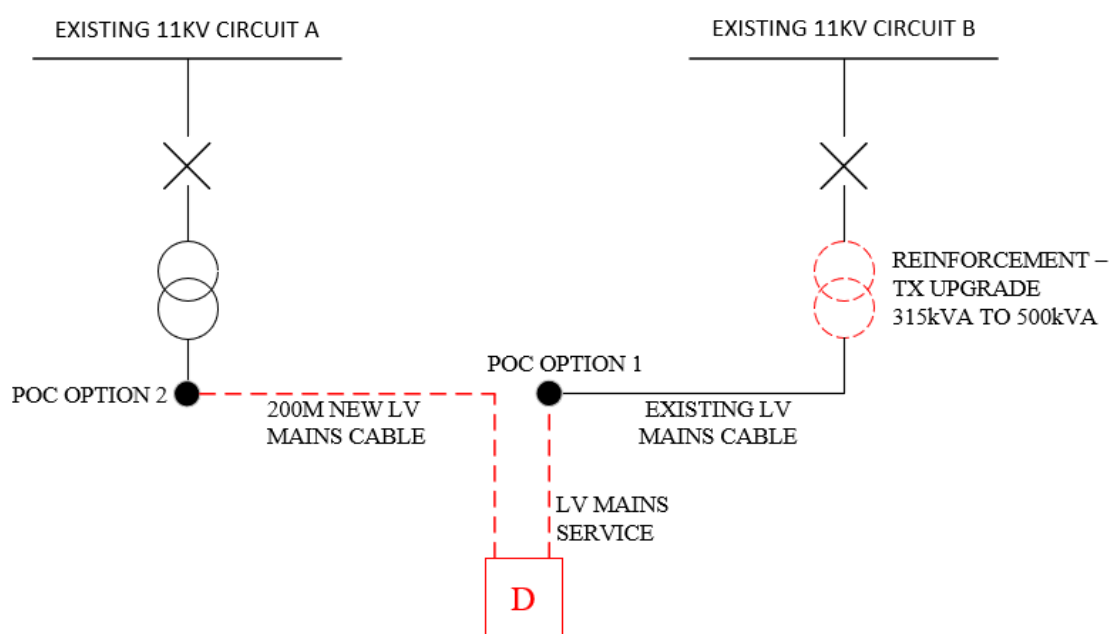 EXISTING 11KV CIRCUIT A
EXISTING 11KV CIRCUIT B
REINFORCEMENT –
TX UPGRADE
315kVA TO 500kVA
POC OPTION 1
POC OPTION 2
200M NEW LV
MAINS CABLE
EXISTING LV
MAINS CABLE
LV MAINS
SERVICE
D